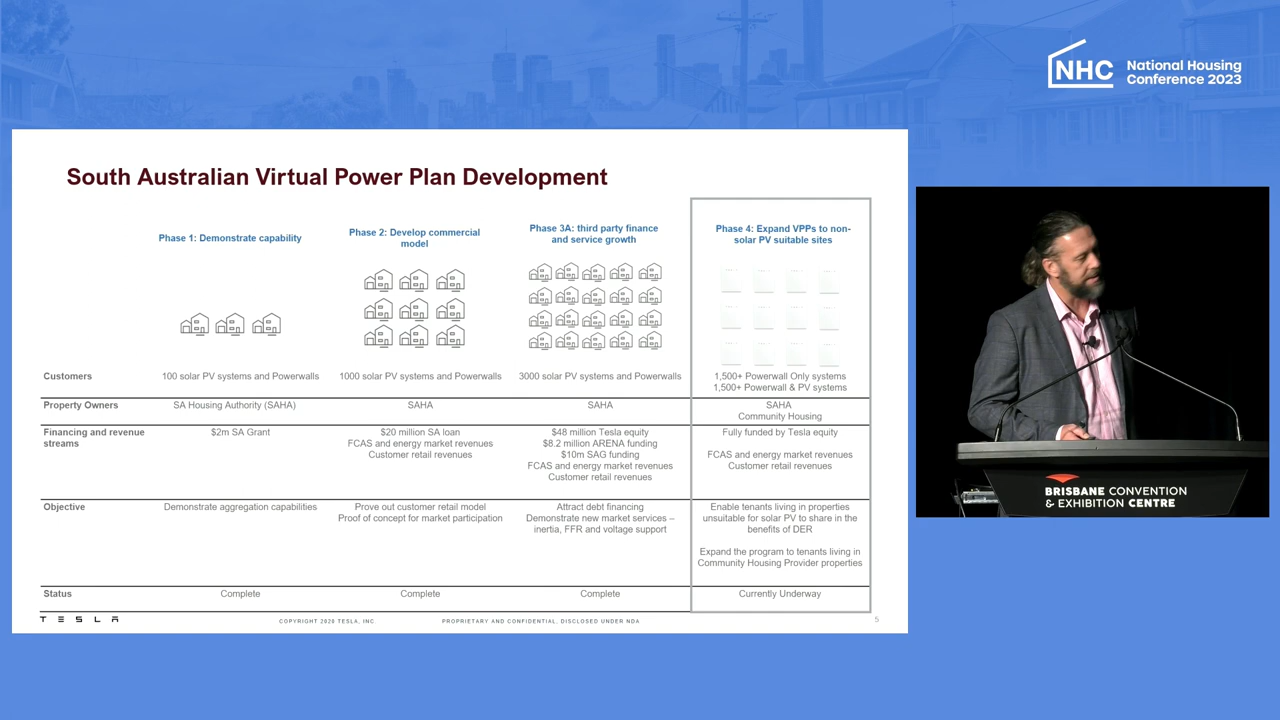 NHC
National Housing
Conference 2023
South Australian Virtual Power Plan Development
Phase 1: Demonstrate capability
Phase 2: Develop commercial
model
Phase 3A: third party finance
and service growth
Phase 4: Expand VPPs to non-
solar PV suitable sites
Customers
100 solar PV systems and Powerwalls
1000 solar PV systems and Powerwalls
3000 solar PV systems and Powerwalls
1,500+ Powerwall Only systems
1,500+ Powerwall & PV systems
Property Owners
SA Housing Authority (SAHA)
SAHA
SAHA
SAHA
Community Housing
Financing and revenue
streams
$2m SA Grant
$20 million SA loan
FCAS and energy market revenues
Customer retail revenues
$48 million Tesla equity
$8.2 million ARENA funding
$10m SAG funding
FCAS and energy market revenues
Customer retail revenues
Fully funded by Tesla equity
FCAS and energy market revenues
Customer retail revenues
Objective
Demonstrate aggregation capabilities
Prove out customer retail model
Proof of concept for market participation
Attract debt financing
Demonstrate new market services –
inertia, FFR and voltage support
Enable tenants living in properties
unsuitable for solar PV to share in the
benefits of DER
Expand the program to tenants living in
Community Housing Provider properties
Status
Complete
Complete
Complete
Currently Underway
TESLA
COPYRIGHT 2020 TESLA, INC.
PROPRIETARY AND CONFIDENTIAL, DISCLOSED UNDER NDA
5
BRISBANE CONVENTION
& EXHIBITION CENTRE